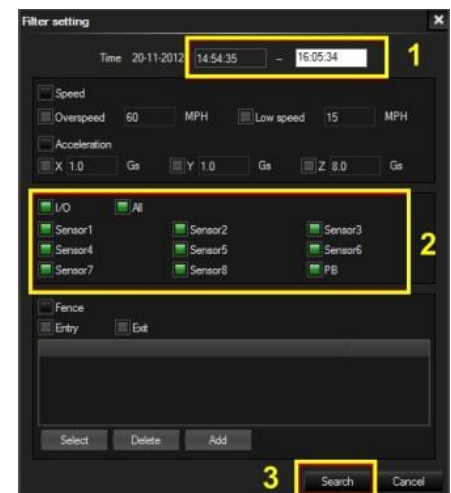 Filter setting
Time 20-11-2012 14:54:35 – 16:05:34 1
Speed
Overspeed 60 MPH Low speed 15 MPH
Acceleration
X 1.0 Gs Y 1.0 Gs Z 8.0 Gs
I/O All
Sensor1 Sensor2 Sensor3
Sensor4 Sensor5 Sensor6
2
Sensor7 Sensor8 PB
Fence
Entry Exit
Select Delete Add
3 Search Cancel